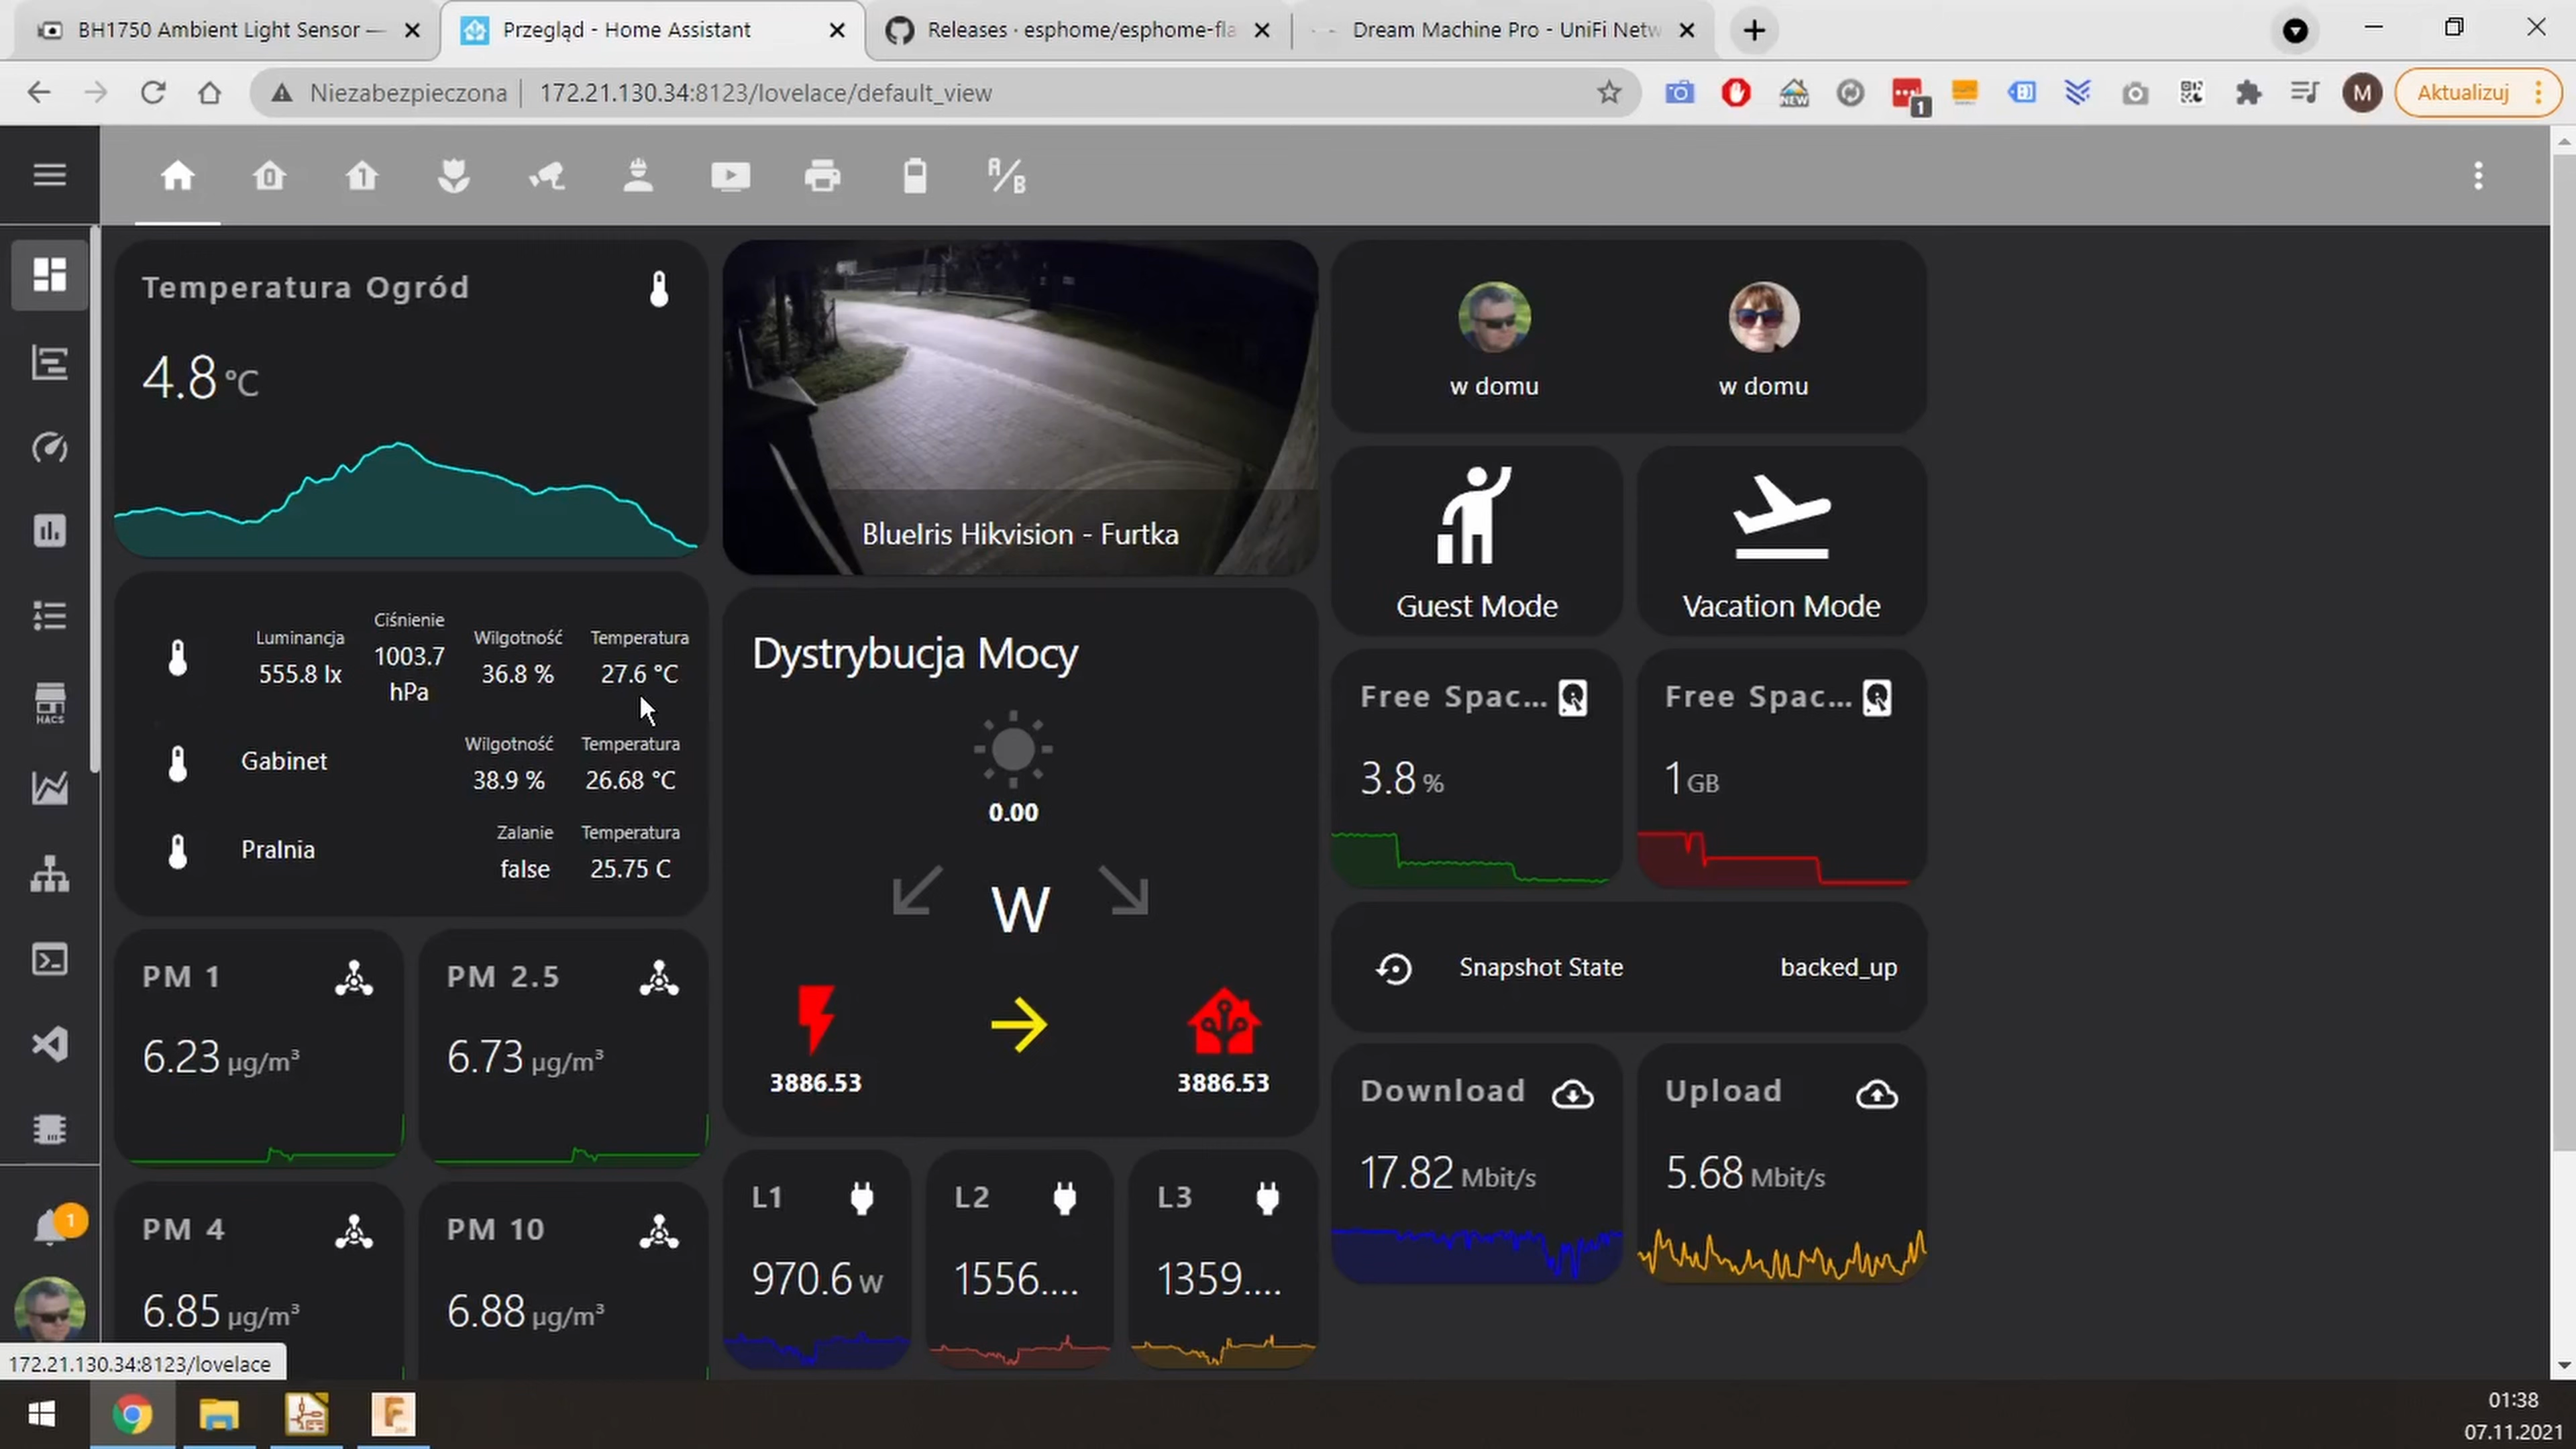 BH1750 Ambient Light Sensor —
Przegląd - Home Assistant
Releases · esphome/esphome-fla
Dream Machine Pro - UniFi Netw
Niezabezpieczona
172.21.130.34:8123/lovelace/default_view
NEW
1
M
Aktualizuj
0
1
A/B
Temperatura Ogród
4.8 °C
Luminancja
555.8 lx
Ciśnienie
1003.7
hPa
Wilgotność
36.8 %
Temperatura
27.6 °C
Gabinet
Wilgotność
38.9 %
Temperatura
26.68 °C
Pralnia
Zalanie
false
Temperatura
25.75 C
PM 1
6.23 µg/m³
PM 2.5
6.73 µg/m³
PM 4
6.85 µg/m³
PM 10
6.88 µg/m³
BlueIris Hikvision - Furtka
Dystrybucja Mocy
0.00
W
3886.53
3886.53
L1
970.6 W
L2
1556....
L3
1359....
w domu
w domu
Guest Mode
Vacation Mode
Free Spac...
3.8 %
Free Spac...
1 GB
Snapshot State
backed_up
Download
17.82 Mbit/s
Upload
5.68 Mbit/s
HACS
1
172.21.130.34:8123/lovelace
F
01:38
07.11.2021